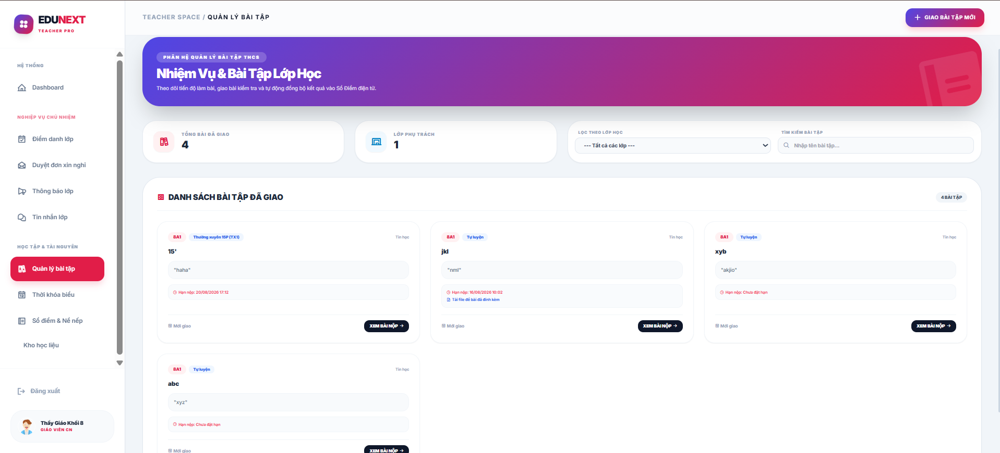 EDUNEXT
TEACHER PRO
HỆ THỐNG
Dashboard
NGHIỆP VỤ CHỦ NHIỆM
Điểm danh lớp
Duyệt đơn xin nghỉ
Thông báo lớp
Tin nhắn lớp
HỌC TẬP & TÀI NGUYÊN
Quản lý bài tập
Thời khóa biểu
Sổ điểm & Nề nếp
Kho học liệu
Đăng xuất
Thầy Giáo Khối 8
GIÁO VIÊN CN
TEACHER SPACE / QUẢN LÝ BÀI TẬP
GIAO BÀI TẬP MỚI
PHÂN HỆ QUẢN LÝ BÀI TẬP THCS
Nhiệm Vụ & Bài Tập Lớp Học
Theo dõi tiến độ làm bài, giao bài kiểm tra và tự động đồng bộ kết quả vào Sổ Điểm điện tử.
TỔNG BÀI ĐÃ GIAO
4
LỚP PHỤ TRÁCH
1
LỌC THEO LỚP HỌC
--- Tất cả các lớp ---
TÌM KIẾM BÀI TẬP
Nhập tên bài tập...
DANH SÁCH BÀI TẬP ĐÃ GIAO
4 BÀI TẬP
8A1 Thường xuyên 15P (TX1) Tin học
15'
"haha"
Hạn nộp: 20/08/2026 17:12
Mới giao
XEM BÀI NỘP →
8A1 Tự luyện Tin học
jkl
"nml"
Hạn nộp: 16/08/2026 10:02
Tải file đề bài đã đính kèm
Mới giao
XEM BÀI NỘP →
8A1 Tự luyện Tin học
xyb
"akjio"
Hạn nộp: Chưa đặt hạn
Mới giao
XEM BÀI NỘP →
8A1 Tự luyện Tin học
abc
"xyz"
Hạn nộp: Chưa đặt hạn
Mới giao
XEM BÀI NỘP →